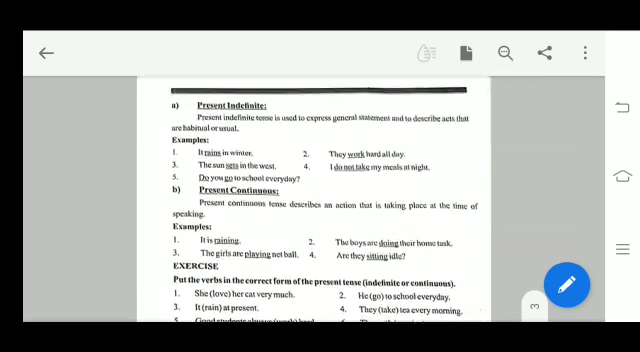 a) Present Indefinite:
Present indefinite tense is used to express general statement and to describe acts that
are habitual or usual.
Examples:
1. It rains in winter. 2. They work hard all day.
3. The sun sets in the west. 4. I do not take my meals at night.
5. Do you go to school everyday?
b) Present Continuous:
Present continuous tense describes an action that is taking place at the time of
speaking.
Examples:
1. It is raining. 2. The boys are doing their home task.
3. The girls are playing net ball. 4. Are they sitting idle?
EXERCISE
Put the verbs in the correct form of the present tense (indefinite or continuous).
1. She (love) her cat very much. 2. He (go) to school everyday.
3. It (rain) at present. 4. They (take) tea every morning.
5. Good students always (work) hard
3